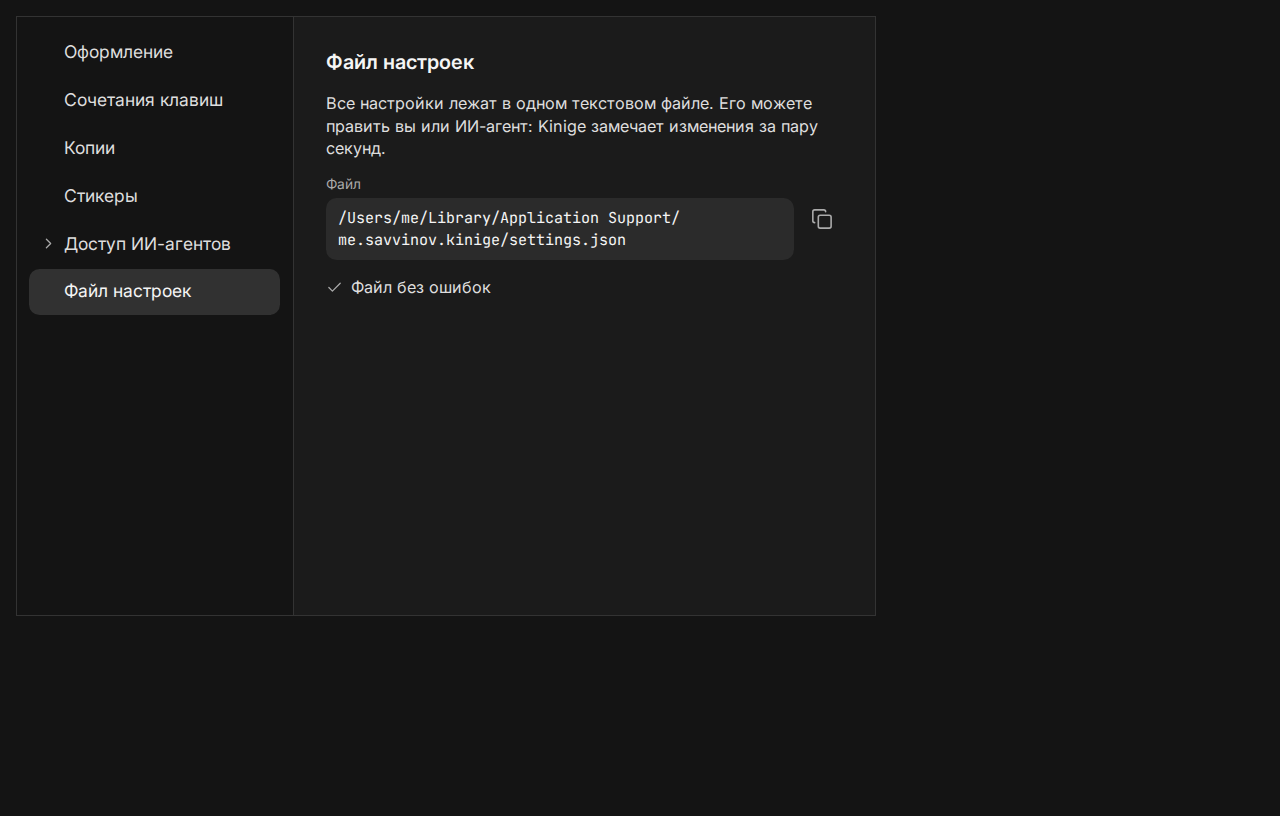 Оформление
Сочетания клавиш
Копии
Стикеры
Доступ ИИ-агентов
Файл настроек
Файл настроек
Все настройки лежат в одном текстовом файле. Его можете
править вы или ИИ-агент: Kinige замечает изменения за пару
секунд.
Файл
/Users/me/Library/Application Support/
me.savvinov.kinige/settings.json
Файл без ошибок